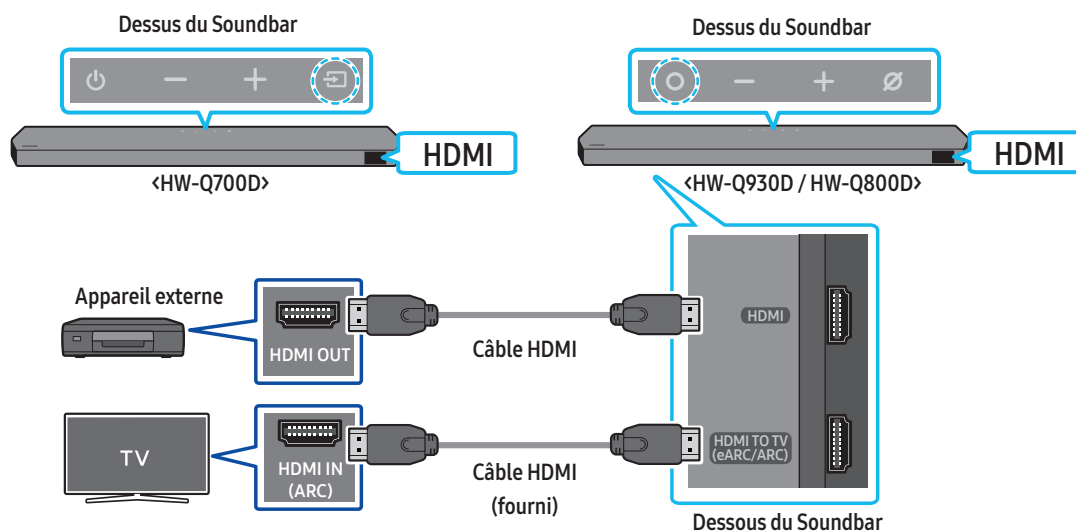 Dessus du Soundbar
HDMI
<HW-Q700D>
Dessus du Soundbar
HDMI
<HW-Q930D / HW-Q800D>
Appareil externe
HDMI OUT
Câble HDMI
HDMI
TV
HDMI IN
(ARC)
Câble HDMI
(fourni)
HDMI TO TV
(eARC/ARC)
Dessous du Soundbar